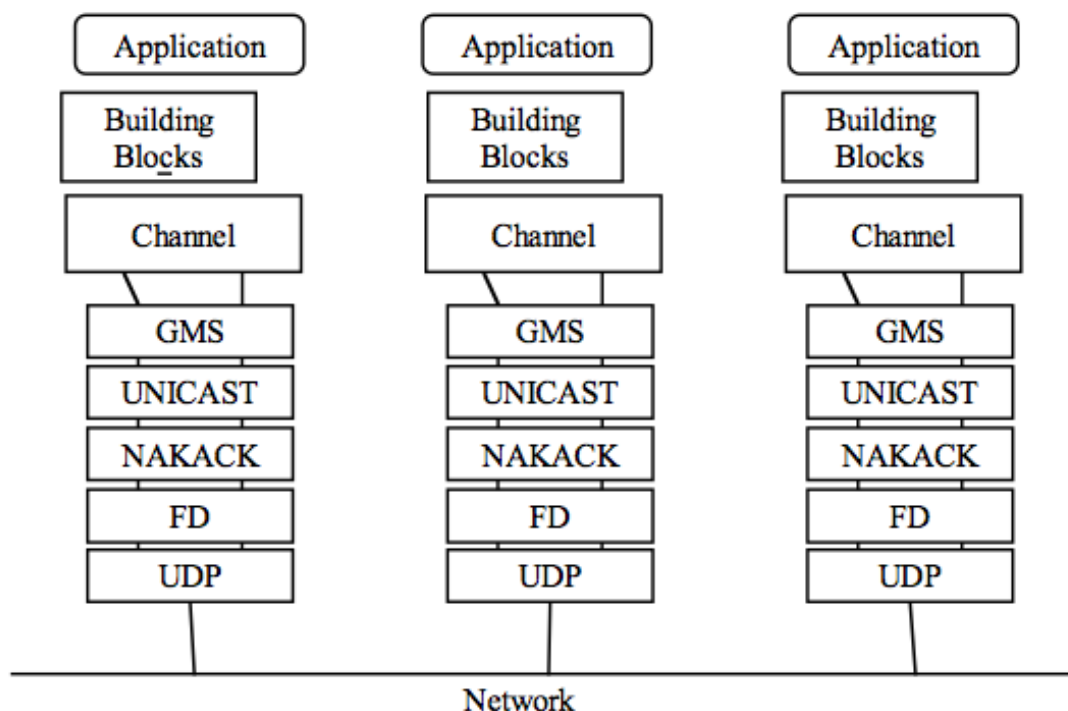 Application
Application
Application
Building
Blocks
Building
Blocks
Building
Blocks
Channel
Channel
Channel
GMS
GMS
GMS
UNICAST
UNICAST
UNICAST
NAKACK
NAKACK
NAKACK
FD
FD
FD
UDP
UDP
UDP
Network